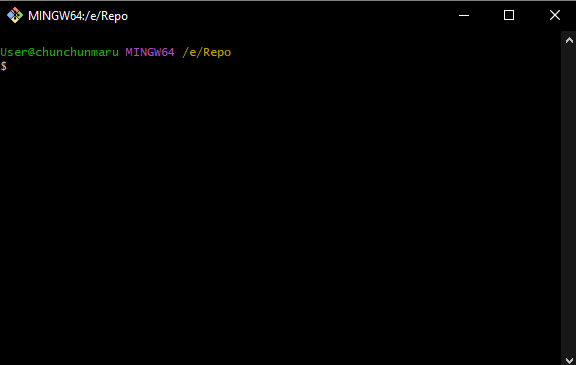 MINGW64:/e/Repo
User@chunchunmaru MINGW64 /e/Repo
$